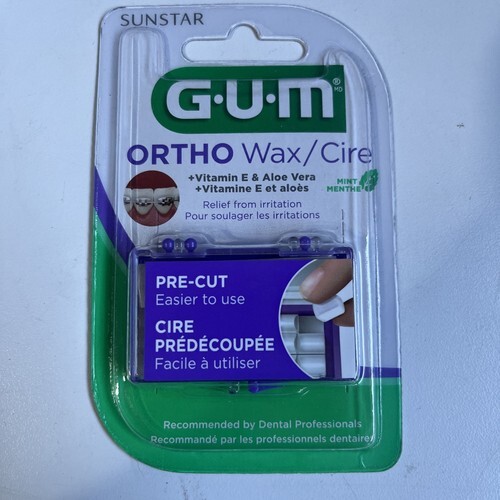 SUNSTAR
G·U·M®
MD
ORTHO Wax/Cire
+Vitamin E & Aloe Vera
+Vitamine E et aloès
MINT
MENTHE
Relief from irritation
Pour soulager les irritations
PRE-CUT
Easier to use
CIRE
PRÉDÉCOUPÉE
Facile à utiliser
Recommended by Dental Professionals
Recommandé par les professionnels dentaires